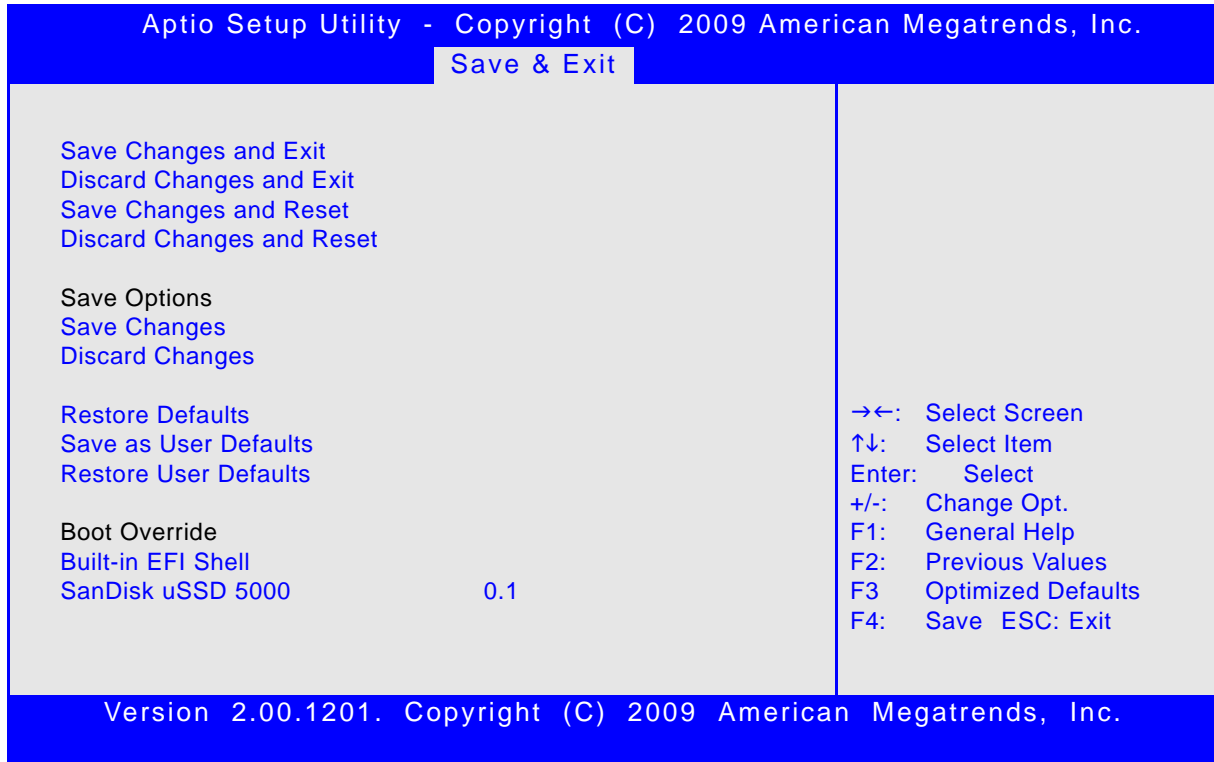 Aptio Setup Utility - Copyright (C) 2009 American Megatrends, Inc.
Save & Exit
Save Changes and Exit
Discard Changes and Exit
Save Changes and Reset
Discard Changes and Reset
Save Options
Save Changes
Discard Changes
Restore Defaults
Save as User Defaults
Restore User Defaults
Boot Override
Built-in EFI Shell
SanDisk uSSD 5000 0.1
→←: Select Screen
↑↓: Select Item
Enter: Select
+/-: Change Opt.
F1: General Help
F2: Previous Values
F3 Optimized Defaults
F4: Save ESC: Exit
Version 2.00.1201. Copyright (C) 2009 American Megatrends, Inc.